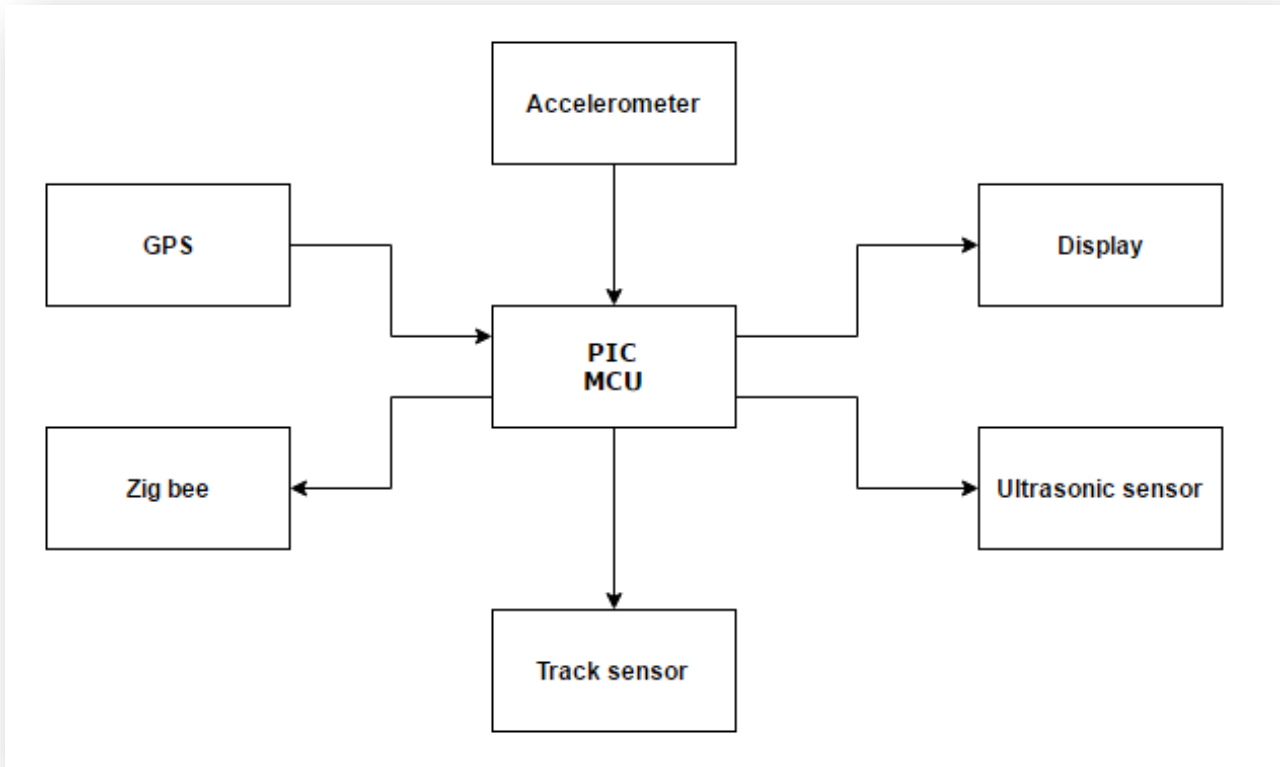 Accelerometer
GPS
Display
PIC
MCU
Zig bee
Ultrasonic sensor
Track sensor